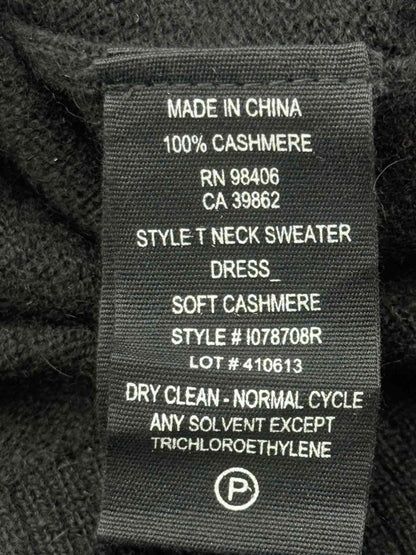 MADE IN CHINA
100% CASHMERE
RN 98406
CA 39862
STYLE T NECK SWEATER
DRESS_
SOFT CASHMERE
STYLE # I078708R
LOT # 410613
DRY CLEAN - NORMAL CYCLE
ANY SOLVENT EXCEPT
TRICHLOROETHYLENE
P